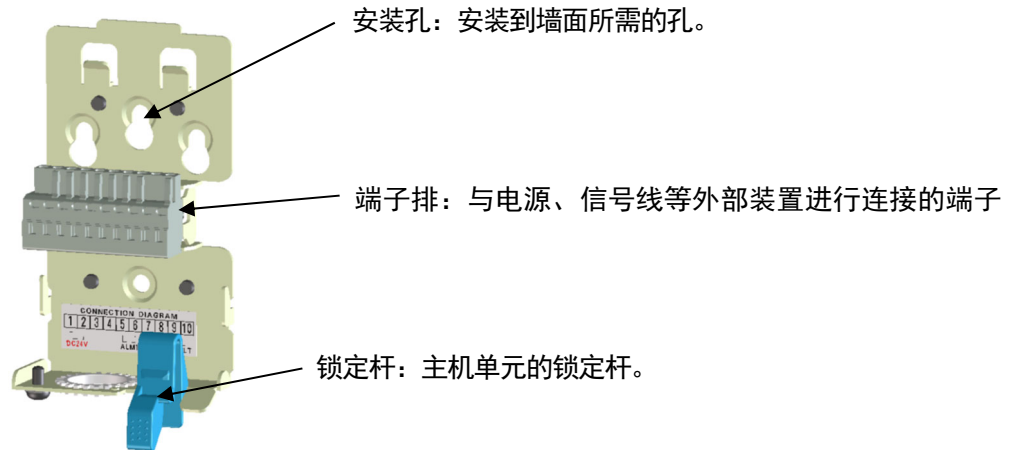 安装孔：安装到墙面所需的孔。
端子排：与电源、信号线等外部装置进行连接的端子
CONNECTION DIAGRAM
1 2 3 4 5 6 7 8 9 10
DC24V
锁定杆：主机单元的锁定杆。